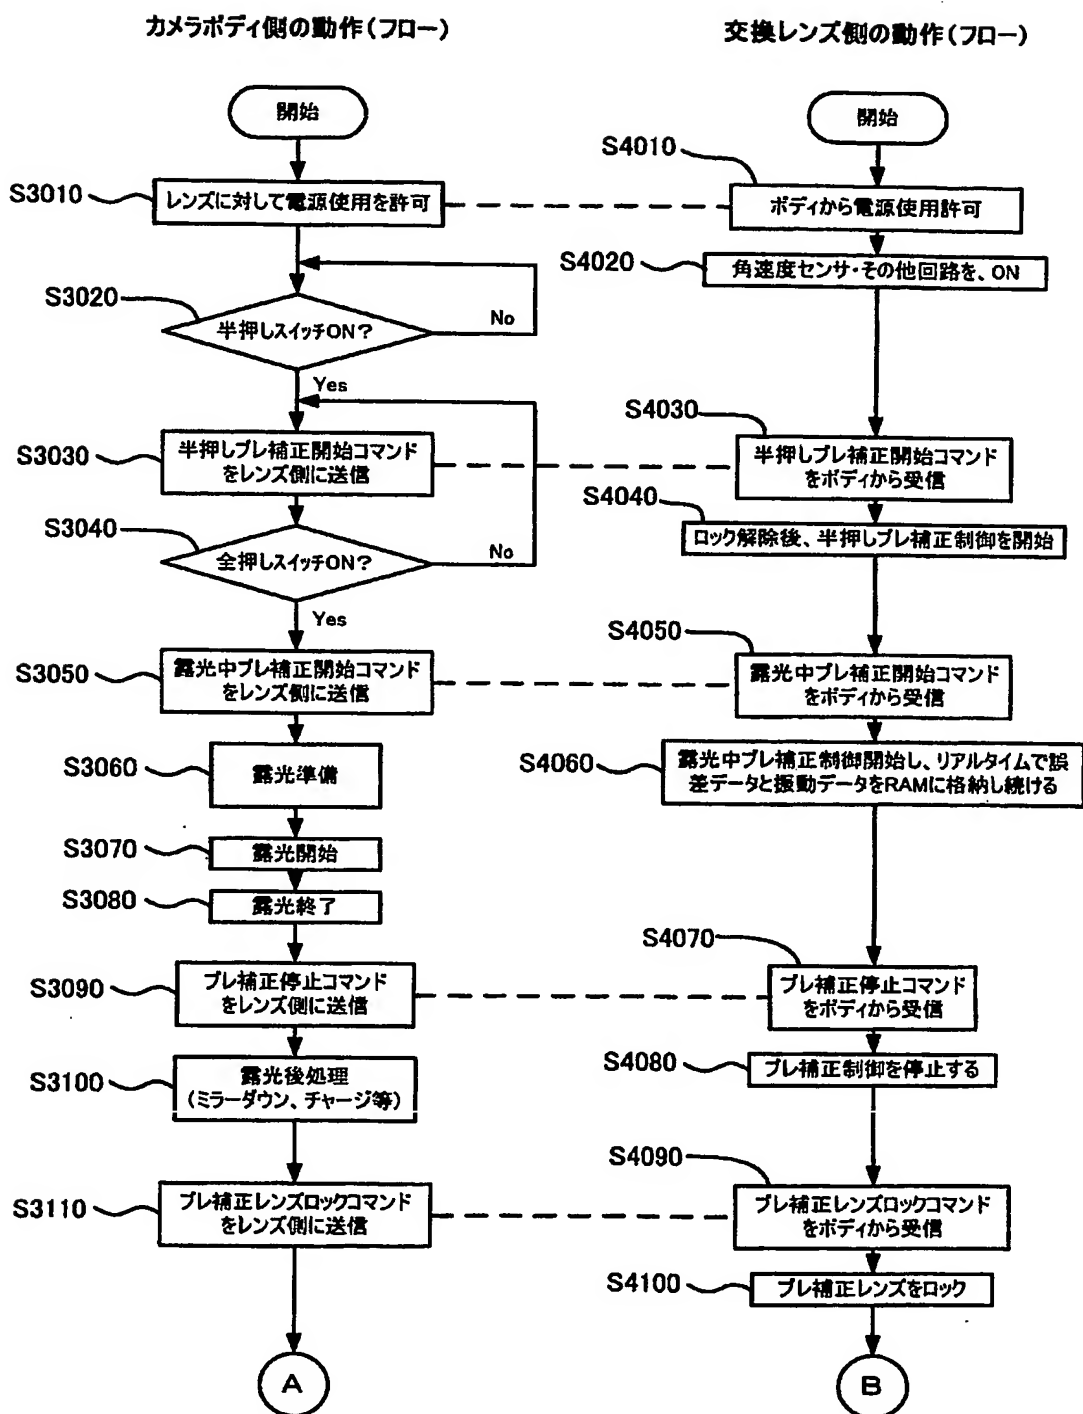 カメラボディ側の動作(フロー)
開始
S3010
レンズに対して電源使用を許可
S3020
半押しスイッチON?
No
Yes
S3030
半押しブレ補正開始コマンド
をレンズ側に送信
S3040
全押しスイッチON?
No
Yes
S3050
露光中ブレ補正開始コマンド
をレンズ側に送信
S3060
露光準備
S3070
露光開始
S3080
露光終了
S3090
ブレ補正停止コマンド
をレンズ側に送信
S3100
露光後処理
(ミラーダウン、チャージ等)
S3110
ブレ補正レンズロックコマンド
をレンズ側に送信
A
交換レンズ側の動作(フロー)
開始
S4010
ボディから電源使用許可
S4020
角速度センサ・その他回路を、ON
S4030
半押しブレ補正開始コマンド
をボディから受信
S4040
ロック解除後、半押しブレ補正制御を開始
S4050
露光中ブレ補正開始コマンド
をボディから受信
S4060
露光中ブレ補正制御開始し、リアルタイムで誤
差データと振動データをRAMに格納し続ける
S4070
ブレ補正停止コマンド
をボディから受信
S4080
ブレ補正制御を停止する
S4090
ブレ補正レンズロックコマンド
をボディから受信
S4100
ブレ補正レンズをロック
B